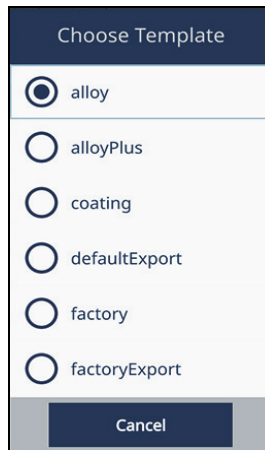 Choose Template
alloy
alloyPlus
coating
defaultExport
factory
factoryExport
Cancel